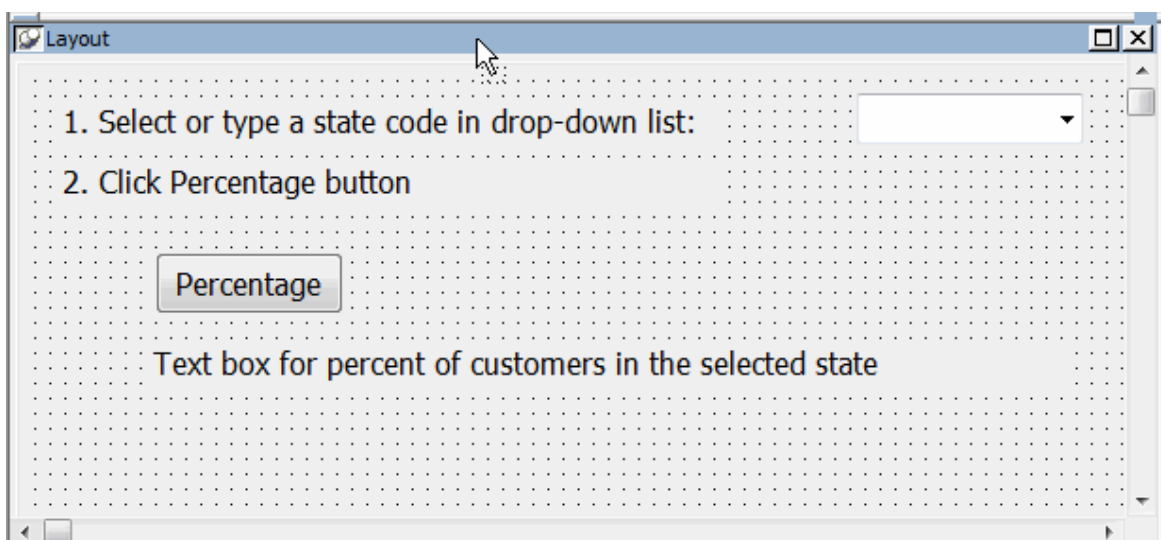 Layout
1. Select or type a state code in drop-down list:
2. Click Percentage button
Percentage
Text box for percent of customers in the selected state